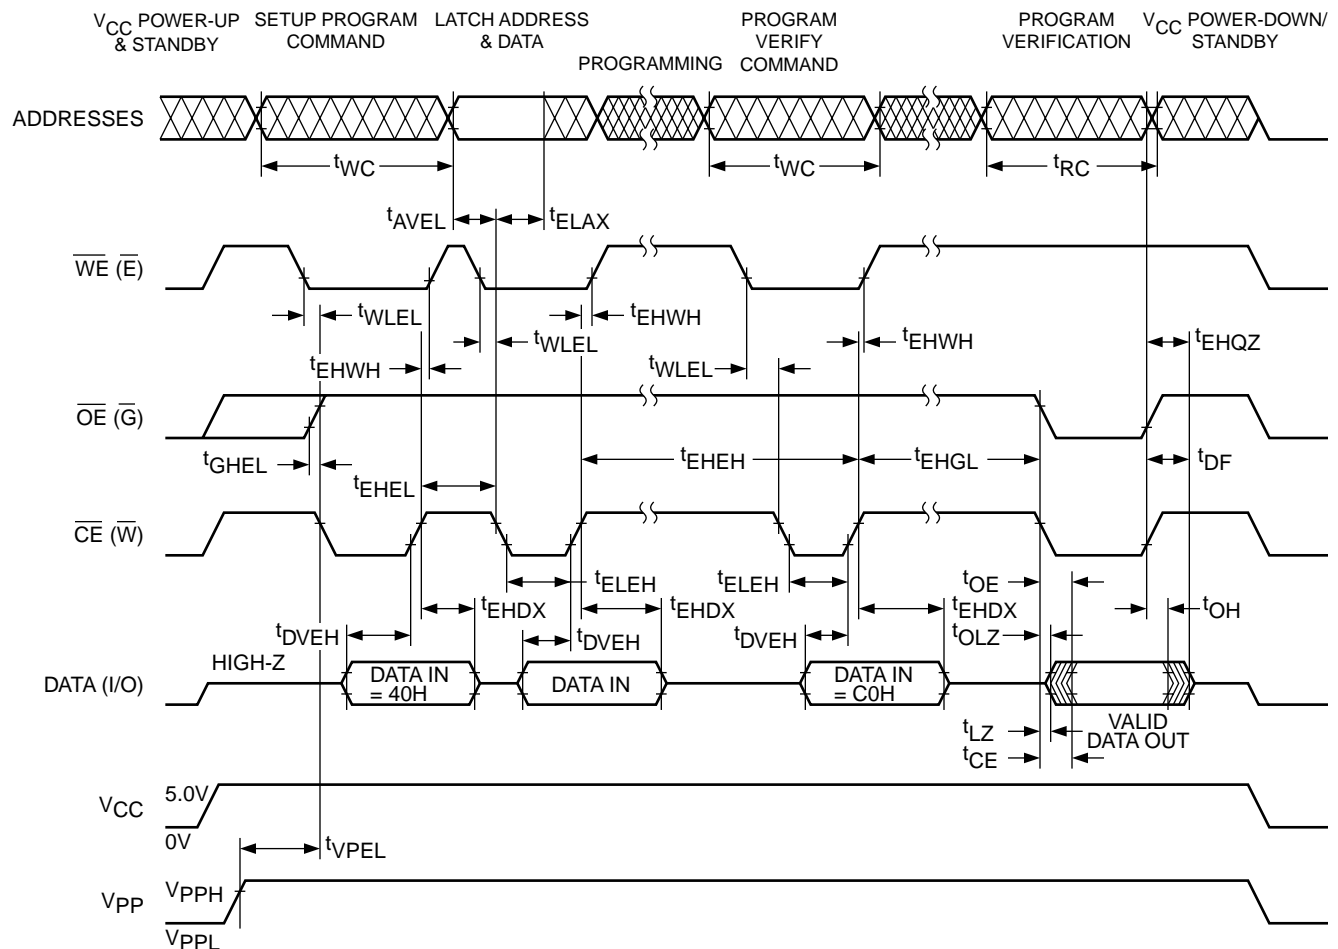 VCC POWER-UP
& STANDBY
SETUP PROGRAM
COMMAND
LATCH ADDRESS
& DATA
PROGRAMMING
PROGRAM
VERIFY
COMMAND
PROGRAM
VERIFICATION
VCC POWER-DOWN/
STANDBY
ADDRESSES
tWC
tWC
tRC
tAVEL
tELAX
WE (E)
tWLEL
tEHWH
tWLEL
tEHWH
tEHWH
tWLEL
tEHQZ
OE (G)
tGHEL
tEHEL
tEHEH
tEHGL
tDF
CE (W)
tELEH
tELEH
tOE
tDVEH
tEHDX
tDVEH
tEHDX
tDVEH
tEHDX
tOLZ
tOH
DATA (I/O)
HIGH-Z
DATA IN
= 40H
DATA IN
DATA IN
= C0H
tLZ
tCE
VALID
DATA OUT
VCC
5.0V
0V
tVPEL
VPP
VPPH
VPPL